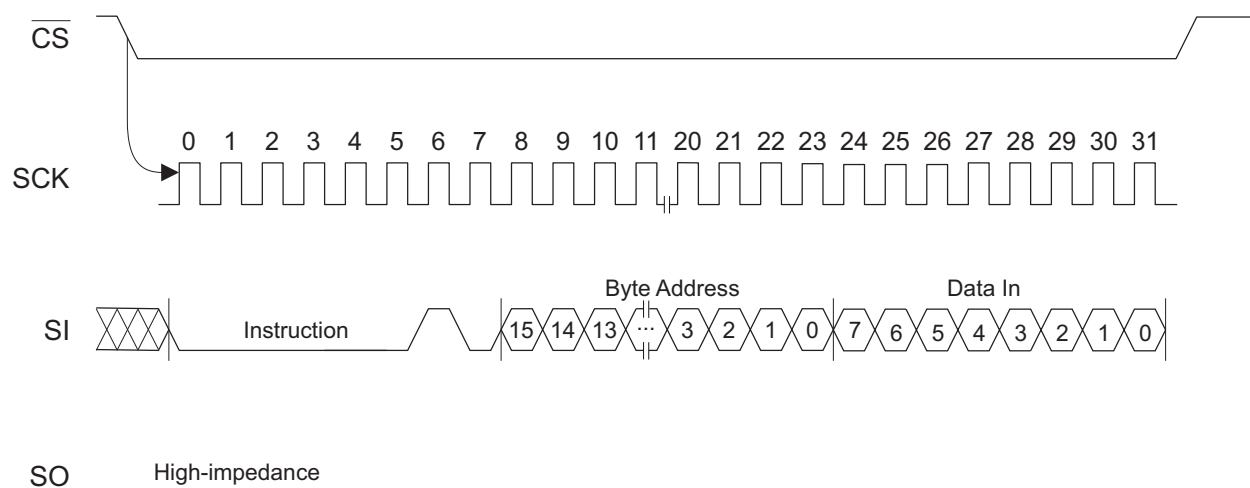 CS
0 1 2 3 4 5 6 7 8 9 10 11 20 21 22 23 24 25 26 27 28 29 30 31
SCK
Byte Address Data In
SI Instruction 15 14 13 ... 3 2 1 0 7 6 5 4 3 2 1 0
SO High-impedance